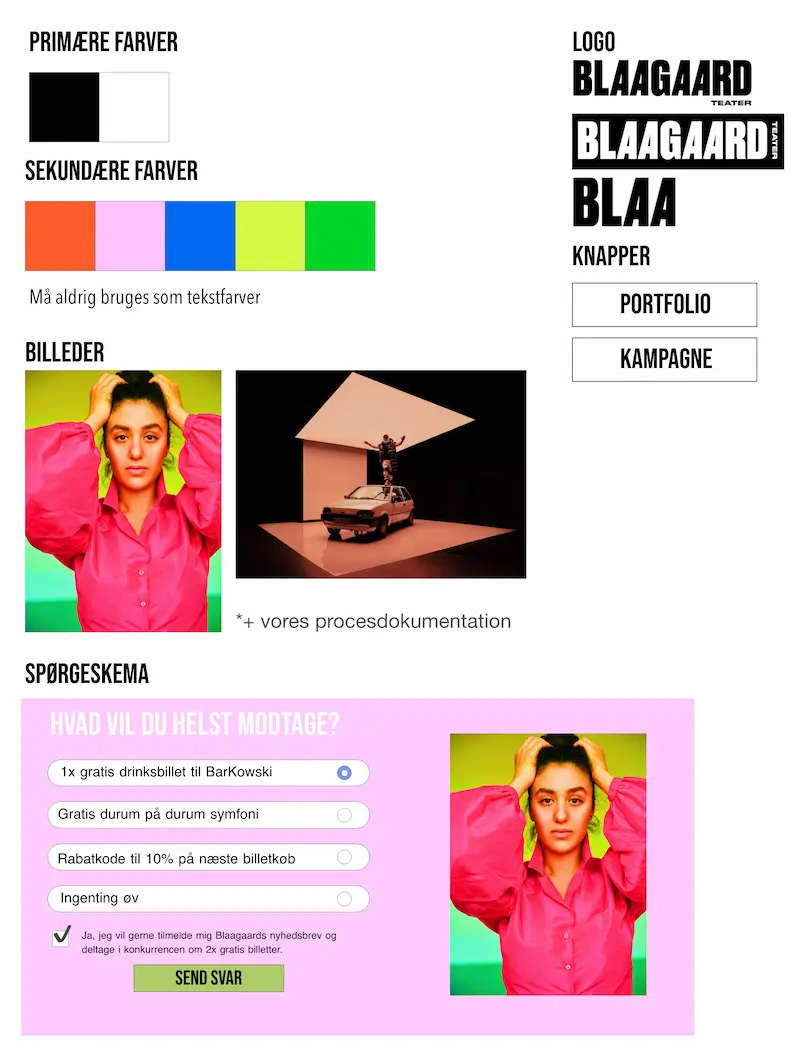 PRIMÆRE FARVER
SEKUNDÆRE FARVER
Må aldrig bruges som tekstfarver
LOGO
BLAAGAARD
TEATER
BLAAGAARD TEATER
BLAA
KNAPPER
PORTFOLIO
KAMPAGNE
BILLEDER
*+ vores procesdokumentation
SPØRGESKEMA
HVAD VIL DU HELST MODTAGE?
1x gratis drinksbillet til BarKowski
Gratis durum på durum symfoni
Rabatkode til 10% på næste billetkøb
Ingenting øv
Ja, jeg vil gerne tilmelde mig Blaagaards nyhedsbrev og
deltage i konkurrencen om 2x gratis billetter.
SEND SVAR